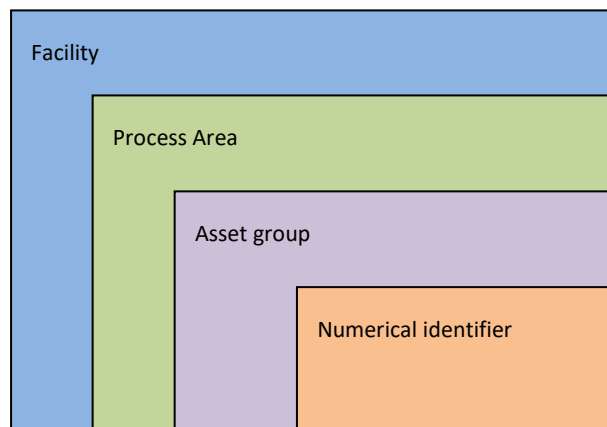 Facility
Process Area
Asset group
Numerical identifier